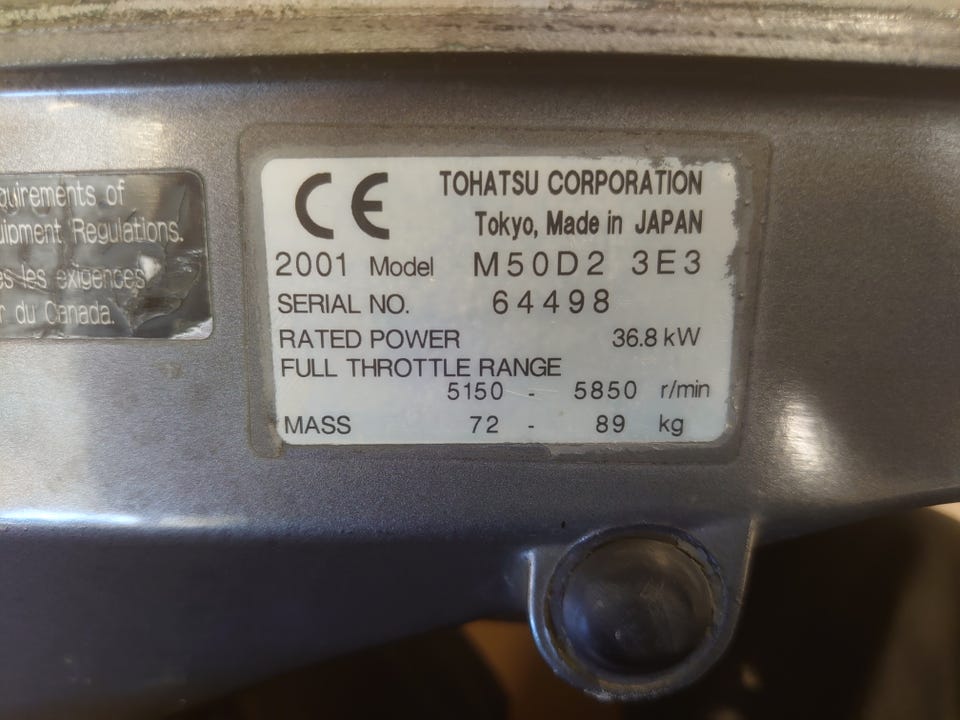 quirements of
uipment Regulations.
es les exigences
r du Canada.
CE
TOHATSU CORPORATION
Tokyo, Made in JAPAN
2001 Model M50D2 3E3
SERIAL NO. 64498
RATED POWER 36.8 kW
FULL THROTTLE RANGE
5150 - 5850 r/min
MASS 72 - 89 kg